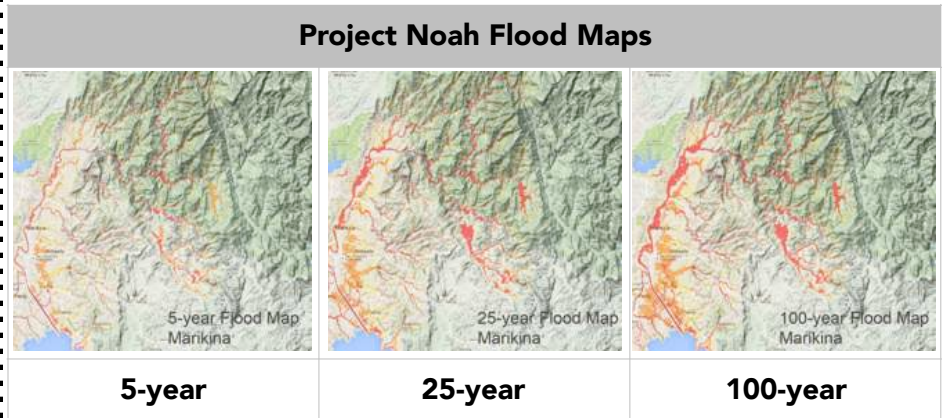 Project Noah Flood Maps
5-year Flood Map
Marikina
25-year Flood Map
Marikina
100-year Flood Map
Marikina
5-year
25-year
100-year